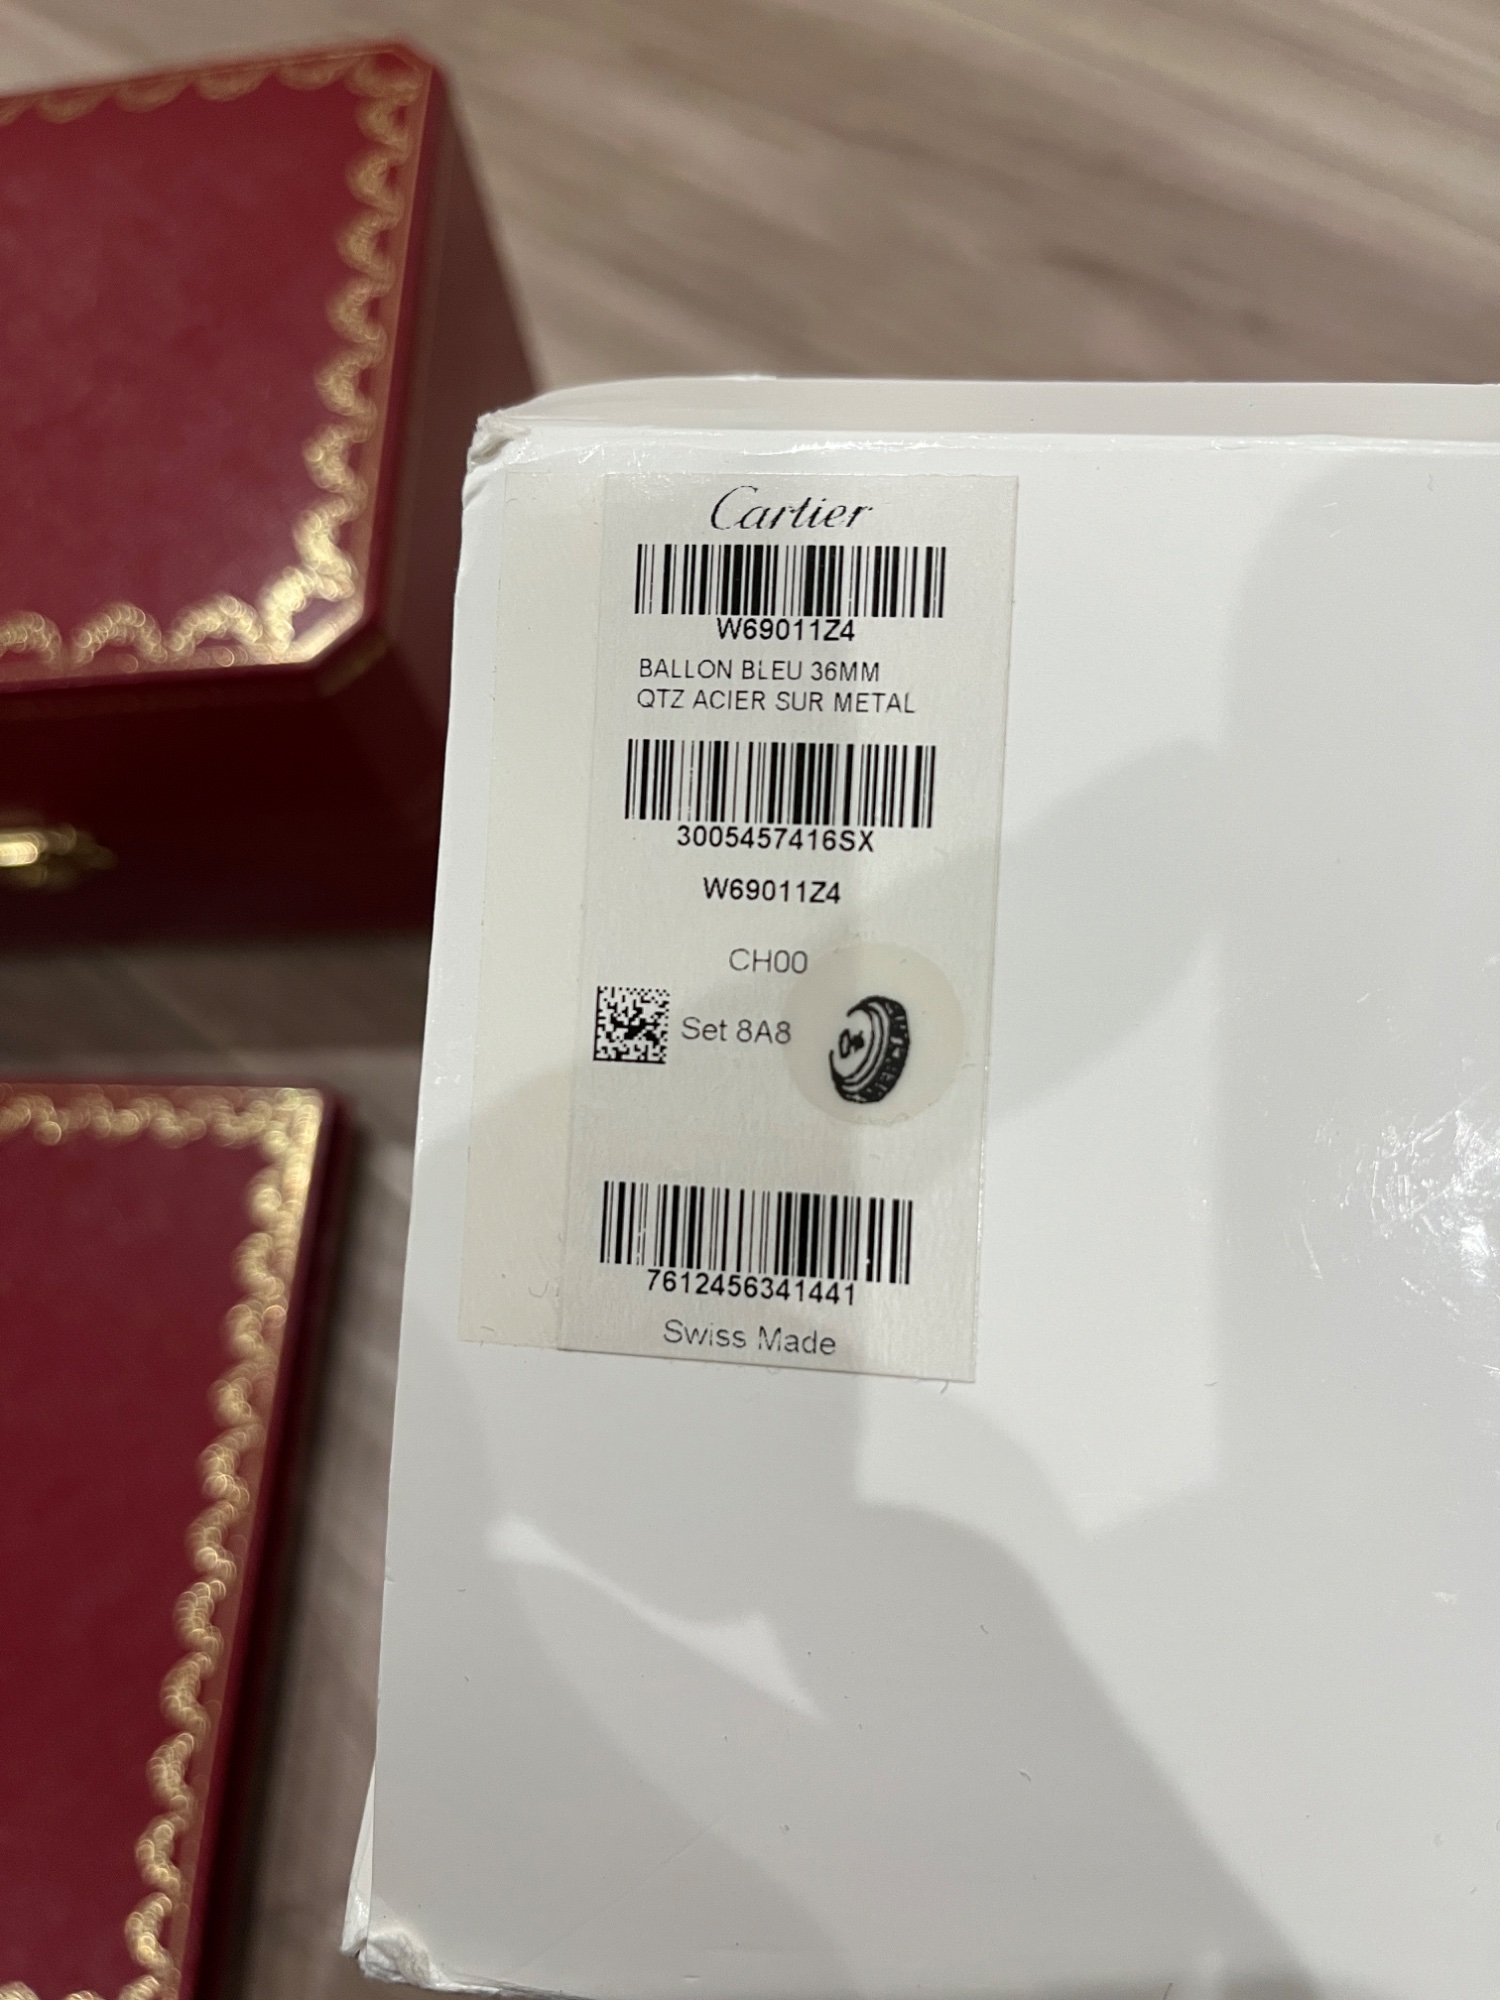 Cartier
W69011Z4
BALLON BLEU 36MM
QTZ ACIER SUR METAL
3005457416SX
W69011Z4
CH00
Set 8A8
7612456341441
Swiss Made